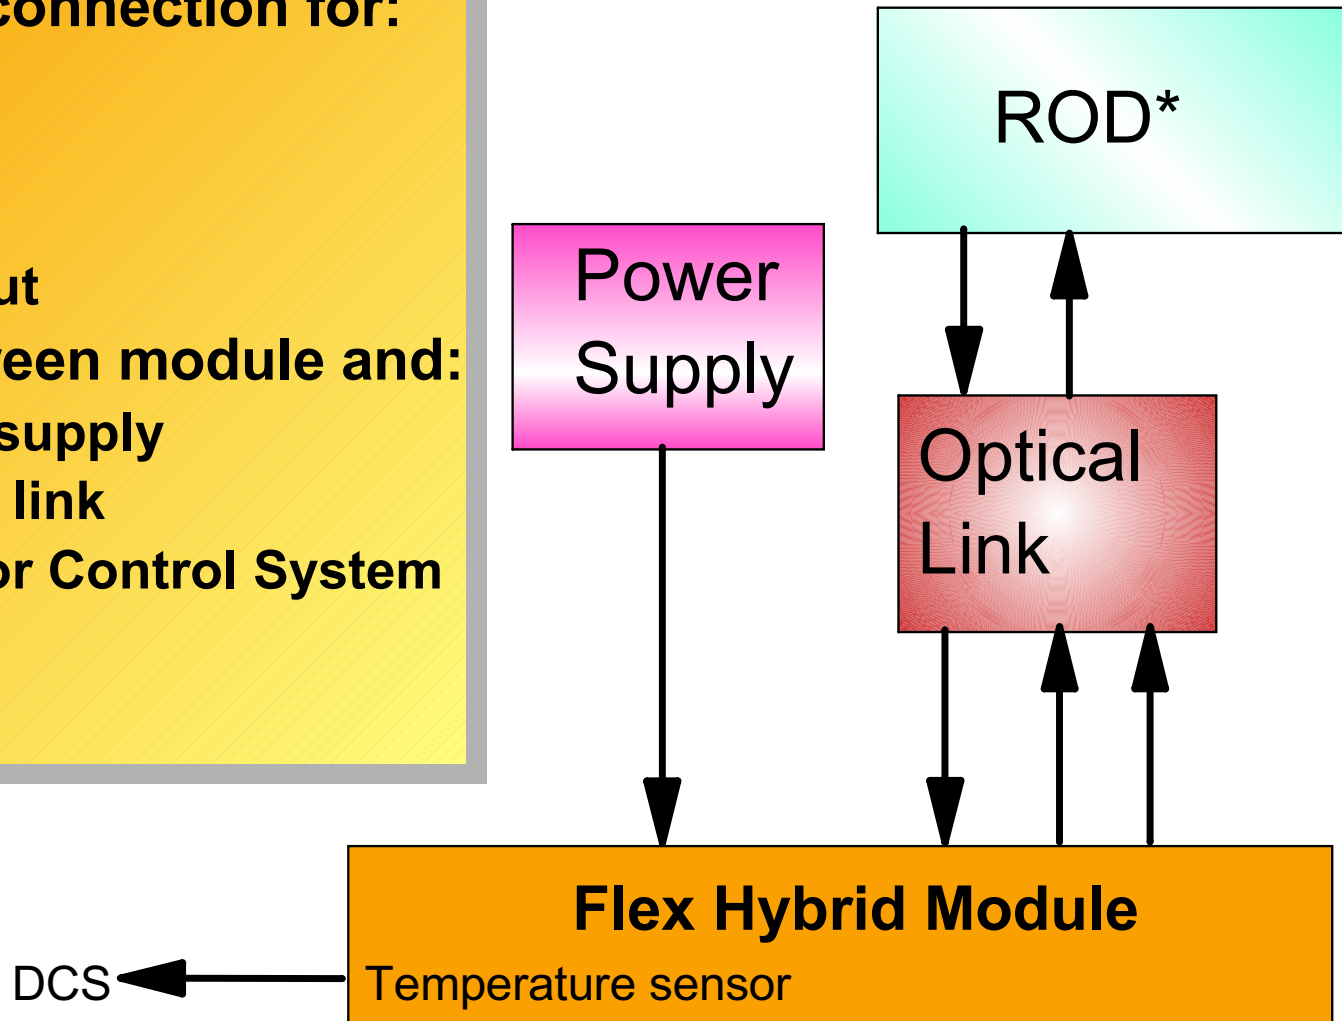 connection for:
ut
veen module and:
supply
link
or Control System
ROD*
Power
Supply
Optical
Link
Flex Hybrid Module
DCS
Temperature sensor